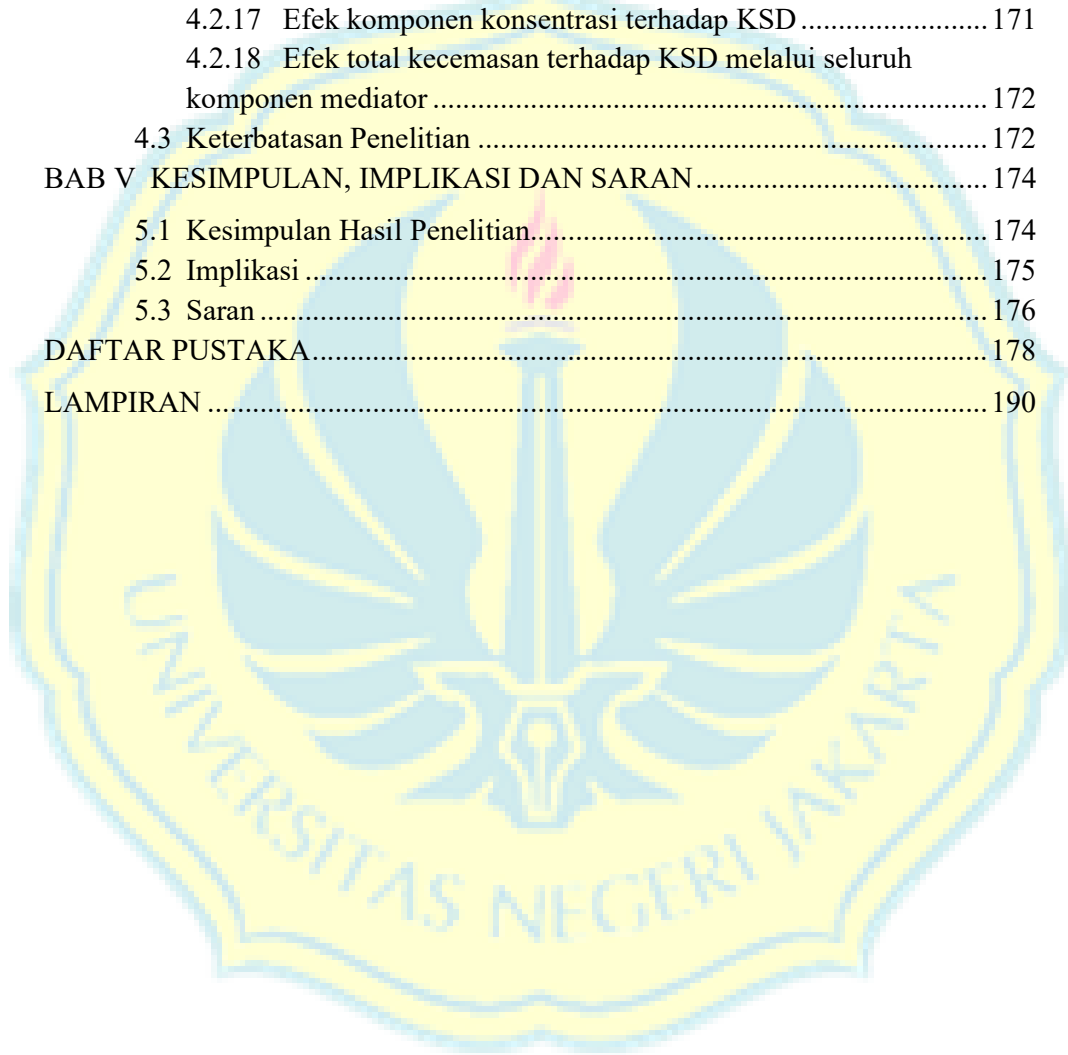 4.2.17 Efek komponen konsentrasi terhadap KSD ........................ 171
4.2.18 Efek total kecemasan terhadap KSD melalui seluruh
komponen mediator ........................................................................ 172
4.3 Keterbatasan Penelitian .................................................................. 172
BAB V KESIMPULAN, IMPLIKASI DAN SARAN ..................................... 174
5.1 Kesimpulan Hasil Penelitian............................................................ 174
5.2 Implikasi ......................................................................................... 175
5.3 Saran ............................................................................................... 176
DAFTAR PUSTAKA ....................................................................................... 178
LAMPIRAN ..................................................................................................... 190
UNIVERSITAS NEGERI JAKARTA